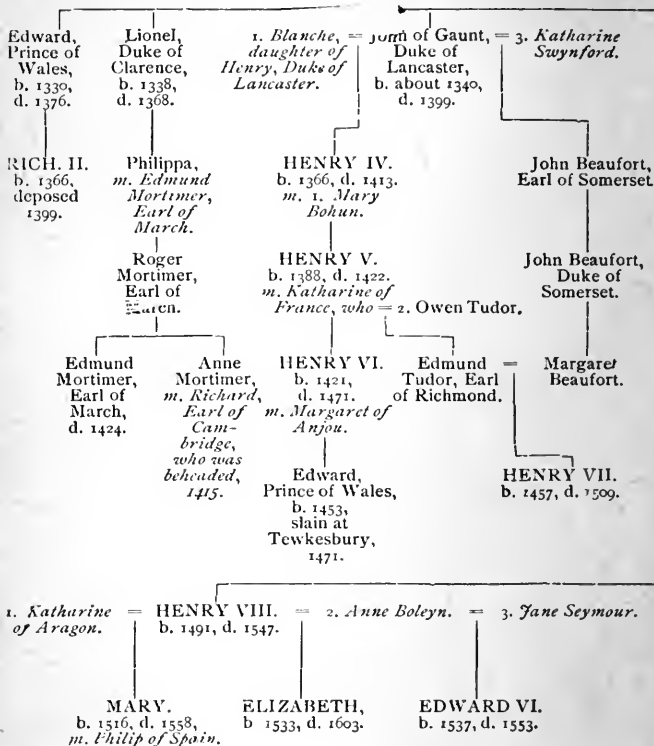 Edward,
Prince of
Wales,
b. 1330,
d. 1376.
Lionel,
Duke of
Clarence,
b. 1338,
d. 1368.
1. Blanche, =
daughter of
Henry, Duke of
Lancaster.
John of Gaunt, =
Duke of
Lancaster,
b. about 1340,
d. 1399.
3. Katharine
Swynford.
RICH. II.
b. 1366,
deposed
1399.
Philippa,
m. Edmund
Mortimer,
Earl of
March.
HENRY IV.
b. 1366, d. 1413.
m. 1. Mary
Bohun.
John Beaufort,
Earl of Somerset.
Roger
Mortimer,
Earl of
March.
HENRY V.
b. 1388, d. 1422.
m. Katharine of
France, who = 2. Owen Tudor.
John Beaufort,
Duke of
Somerset.
Edmund
Mortimer,
Earl of
March,
d. 1424.
Anne
Mortimer,
m. Richard,
Earl of
Cam-
bridge,
who was
beheaded,
1415.
HENRY VI.
b. 1421,
d. 1471.
m. Margaret of
Anjou.
Edmund =
Tudor, Earl
of Richmond.
Margaret
Beaufort.
Edward,
Prince of Wales,
b. 1453,
slain at
Tewkesbury,
1471.
HENRY VII.
b. 1457, d. 1509.
1. Katharine = HENRY VIII. = 2. Anne Boleyn. = 3. Jane Seymour.
of Aragon. b. 1491, d. 1547.
MARY.
b. 1516, d. 1558,
m. Philip of Spain.
ELIZABETH,
b 1533, d. 1603.
EDWARD VI.
b. 1537, d. 1553.